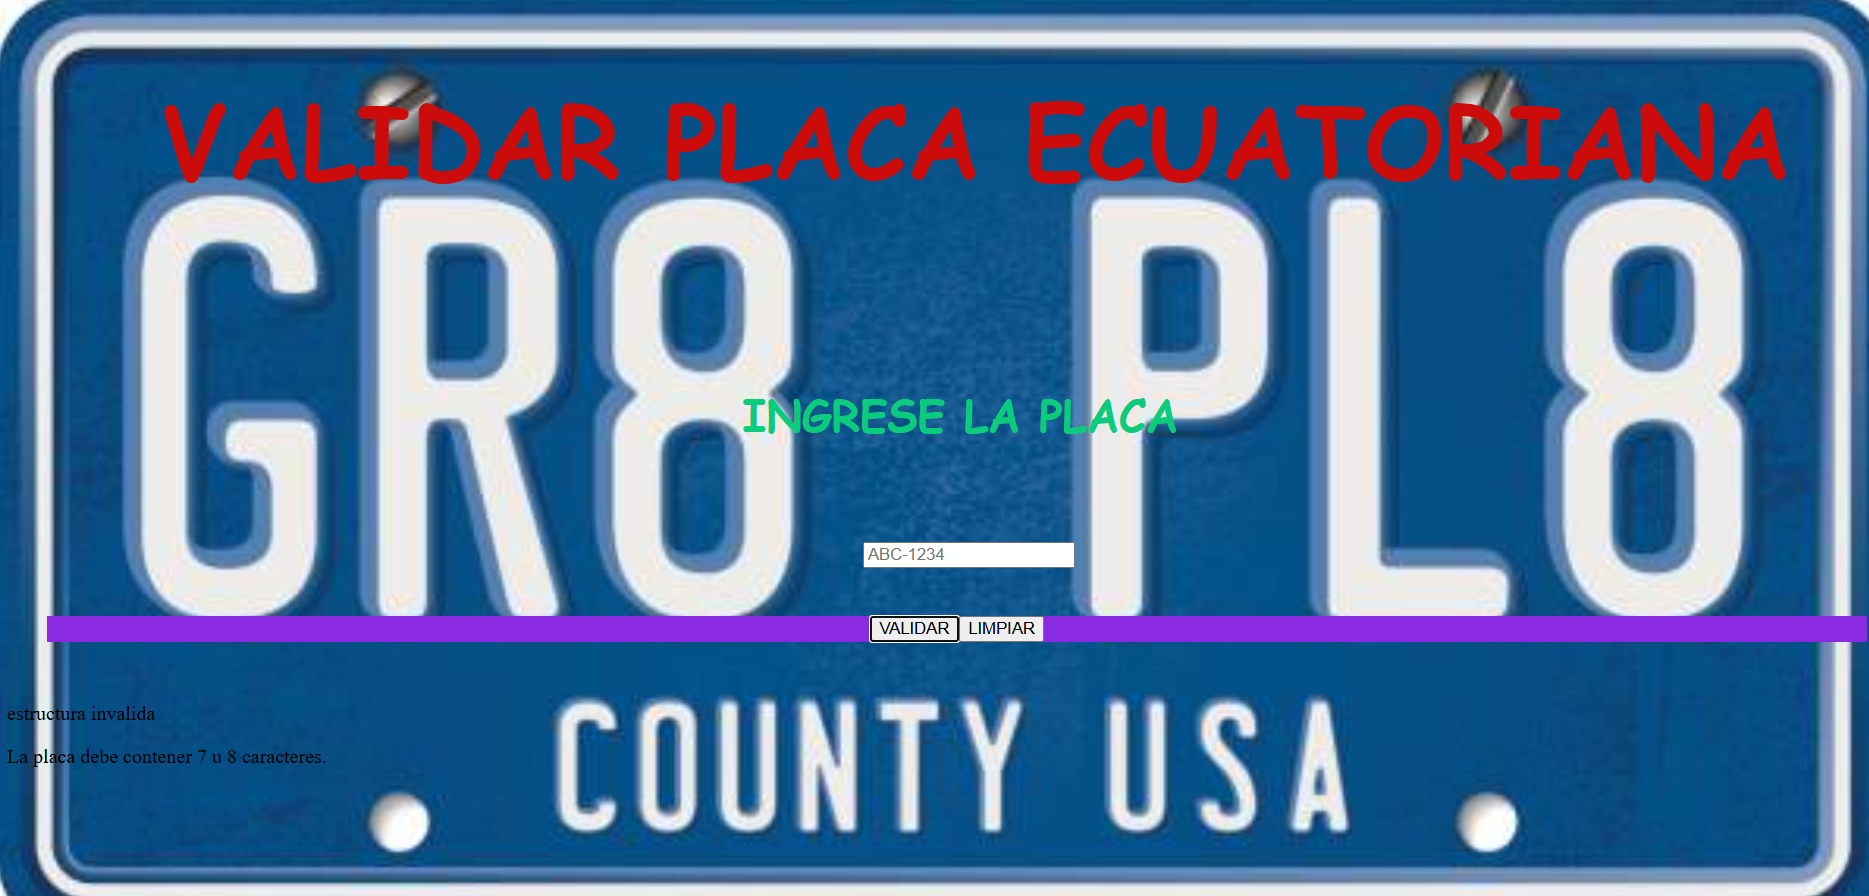 VALIDAR PLACA ECUATORIANA
GR8 PL8
INGRESE LA PLACA
ABC-1234
VALIDAR LIMPIAR
estructura invalida
La placa debe contener 7 u 8 caracteres.
COUNTY USA